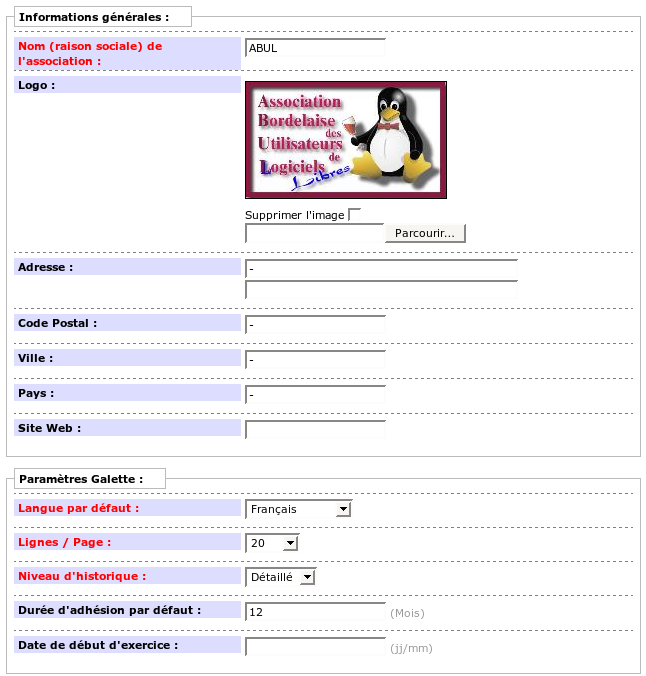 Informations générales :
Nom (raison sociale) de
l'association :
ABUL
Logo :
Association
Bordelaise
des
Utilisateurs
de
Logiciels
Libres
Supprimer l'image
Parcourir...
Adresse :
-
Code Postal :
-
Ville :
-
Pays :
-
Site Web :
Paramètres Galette :
Langue par défaut :
Français
Lignes / Page :
20
Niveau d'historique :
Détaillé
Durée d'adhésion par défaut :
12 (Mois)
Date de début d'exercice :
(jj/mm)